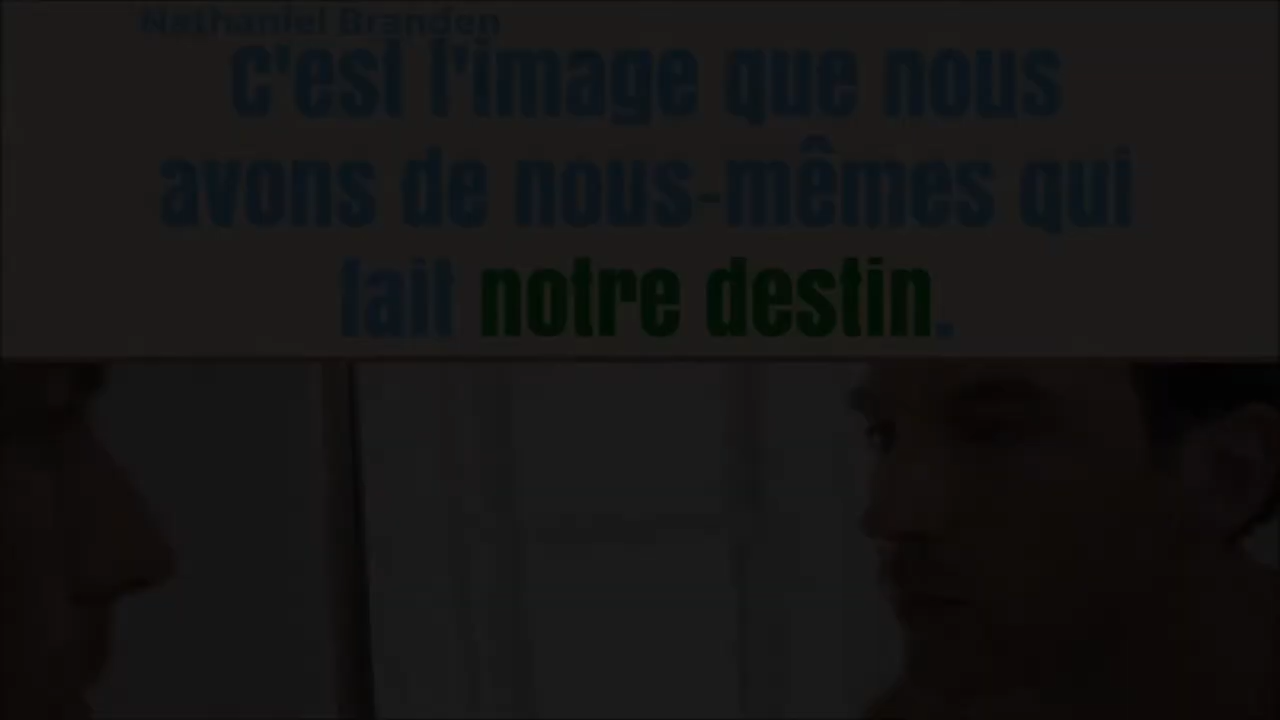 Nathaniel Branden
c'est l'image que nous
avons de nous-mêmes qui
fait notre destin.